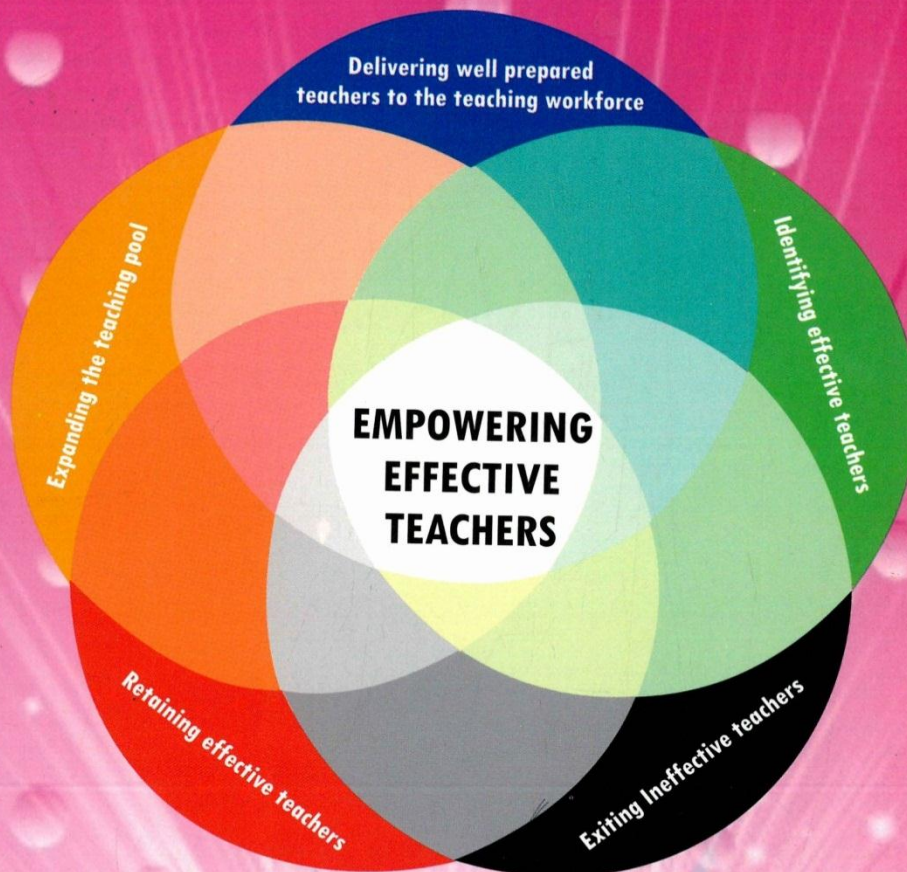 Delivering well prepared
teachers to the teaching workforce
Expanding the teaching pool
Identifying effective teachers
EMPOWERING
EFFECTIVE
TEACHERS
Retaining effective teachers
Exiting Ineffective teachers